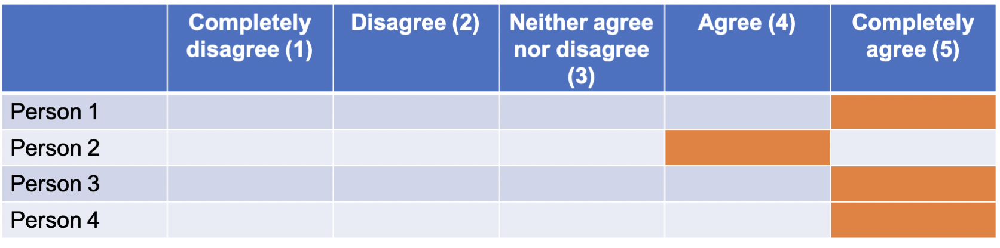 Completely
disagree (1)
Disagree (2)
Neither agree
nor disagree
(3)
Agree (4)
Completely
agree (5)
Person 1
Person 2
Person 3
Person 4